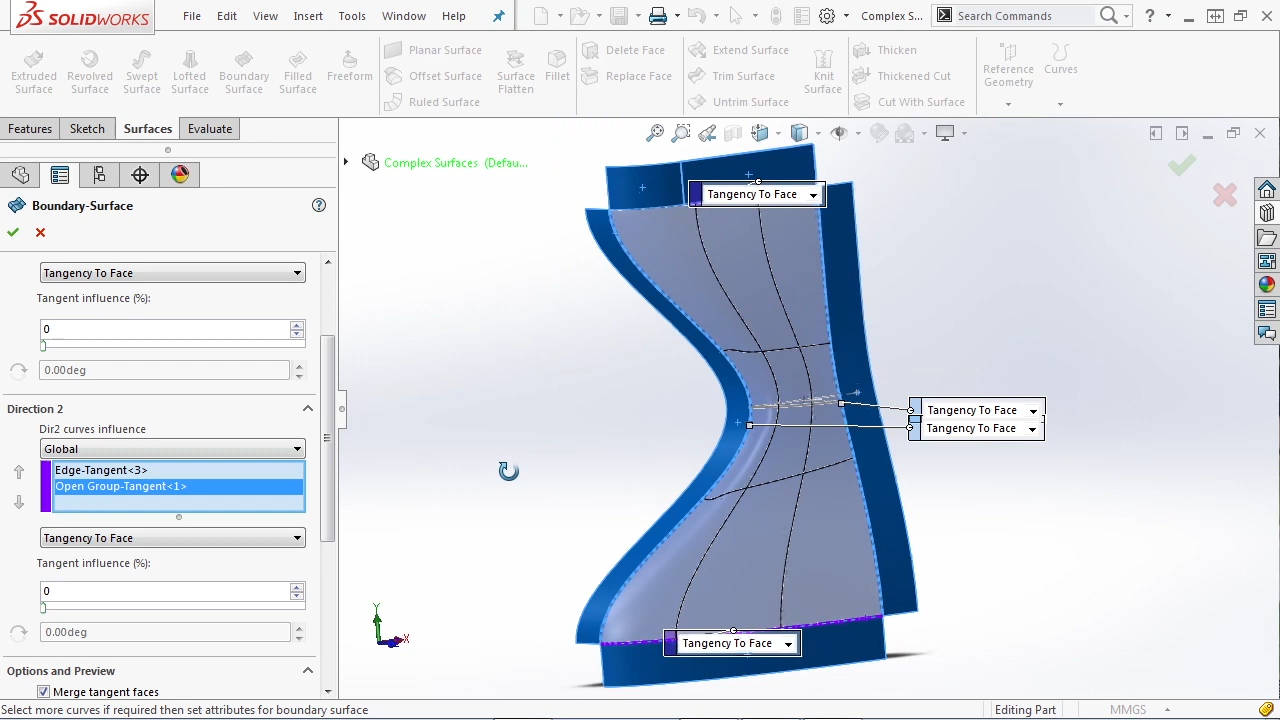 SOLIDWORKS File Edit View Insert Tools Window Help Complex S... Search Commands ?
Extruded Surface
Revolved Surface
Swept Surface
Lofted Surface
Boundary Surface
Freeform
Planar Surface
Offset Surface
Ruled Surface
Surface Flatten
Fillet
Delete Face
Replace Face
Extend Surface
Trim Surface
Untrim Surface
Knit Surface
Thicken
Thickened Cut
Cut With Surface
Reference Geometry
Curves
Features Sketch Surfaces Evaluate
Complex Surfaces (Defau...
Boundary-Surface
Tangency To Face
Tangent influence (%):
0
0.00deg
Direction 2
Dir2 curves influence
Global
Edge-Tangent<3>
Open Group-Tangent<1>
Tangency To Face
Tangent influence (%):
0
0.00deg
Options and Preview
Merge tangent faces
Tangency To Face
Tangency To Face
Tangency To Face
Tangency To Face
Y
X
Select more curves if required then set attributes for boundary surface Editing Part MMGS